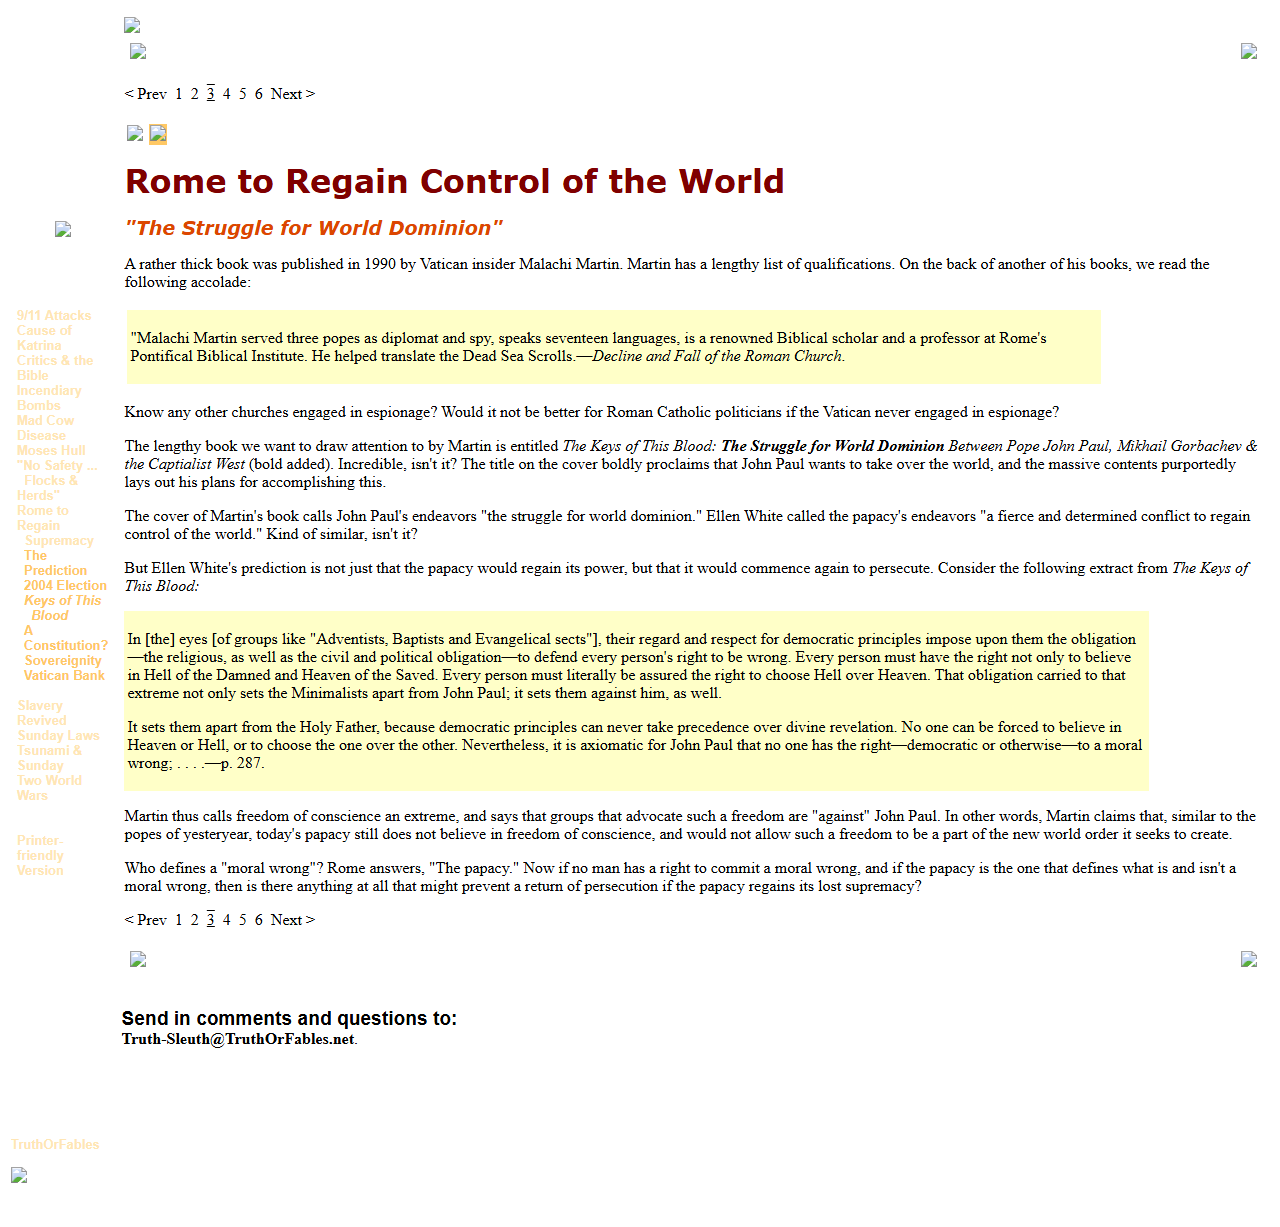 < Prev 1 2 3 4 5 6 Next >
Rome to Regain Control of the World
"The Struggle for World Dominion"
A rather thick book was published in 1990 by Vatican insider Malachi Martin. Martin has a lengthy list of qualifications. On the back of another of his books, we read the
following accolade:
"Malachi Martin served three popes as diplomat and spy, speaks seventeen languages, is a renowned Biblical scholar and a professor at Rome's
Pontifical Biblical Institute. He helped translate the Dead Sea Scrolls.—Decline and Fall of the Roman Church.
Know any other churches engaged in espionage? Would it not be better for Roman Catholic politicians if the Vatican never engaged in espionage?
The lengthy book we want to draw attention to by Martin is entitled The Keys of This Blood: The Struggle for World Dominion Between Pope John Paul, Mikhail Gorbachev &
the Captialist West (bold added). Incredible, isn't it? The title on the cover boldly proclaims that John Paul wants to take over the world, and the massive contents purportedly
lays out his plans for accomplishing this.
The cover of Martin's book calls John Paul's endeavors "the struggle for world dominion." Ellen White called the papacy's endeavors "a fierce and determined conflict to regain
control of the world." Kind of similar, isn't it?
But Ellen White's prediction is not just that the papacy would regain its power, but that it would commence again to persecute. Consider the following extract from The Keys of
This Blood:
In [the] eyes [of groups like "Adventists, Baptists and Evangelical sects"], their regard and respect for democratic principles impose upon them the obligation
—the religious, as well as the civil and political obligation—to defend every person's right to be wrong. Every person must have the right not only to believe
in Hell of the Damned and Heaven of the Saved. Every person must literally be assured the right to choose Hell over Heaven. That obligation carried to that
extreme not only sets the Minimalists apart from John Paul; it sets them against him, as well.
It sets them apart from the Holy Father, because democratic principles can never take precedence over divine revelation. No one can be forced to believe in
Heaven or Hell, or to choose the one over the other. Nevertheless, it is axiomatic for John Paul that no one has the right—democratic or otherwise—to a moral
wrong; . . . .—p. 287.
Martin thus calls freedom of conscience an extreme, and says that groups that advocate such a freedom are "against" John Paul. In other words, Martin claims that, similar to the
popes of yesteryear, today's papacy still does not believe in freedom of conscience, and would not allow such a freedom to be a part of the new world order it seeks to create.
Who defines a "moral wrong"? Rome answers, "The papacy." Now if no man has a right to commit a moral wrong, and if the papacy is the one that defines what is and isn't a
moral wrong, then is there anything at all that might prevent a return of persecution if the papacy regains its lost supremacy?
< Prev 1 2 3 4 5 6 Next >
9/11 Attacks
Cause of
Katrina
Critics & the
Bible
Incendiary
Bombs
Mad Cow
Disease
Moses Hull
"No Safety ...
Flocks &
Herds"
Rome to
Regain
Supremacy
The
Prediction
2004 Election
Keys of This
Blood
A
Constitution?
Sovereignity
Vatican Bank
Slavery
Revived
Sunday Laws
Tsunami &
Sunday
Two World
Wars
Printer-
friendly
Version
Send in comments and questions to:
Truth-Sleuth@TruthOrFables.net.
TruthOrFables